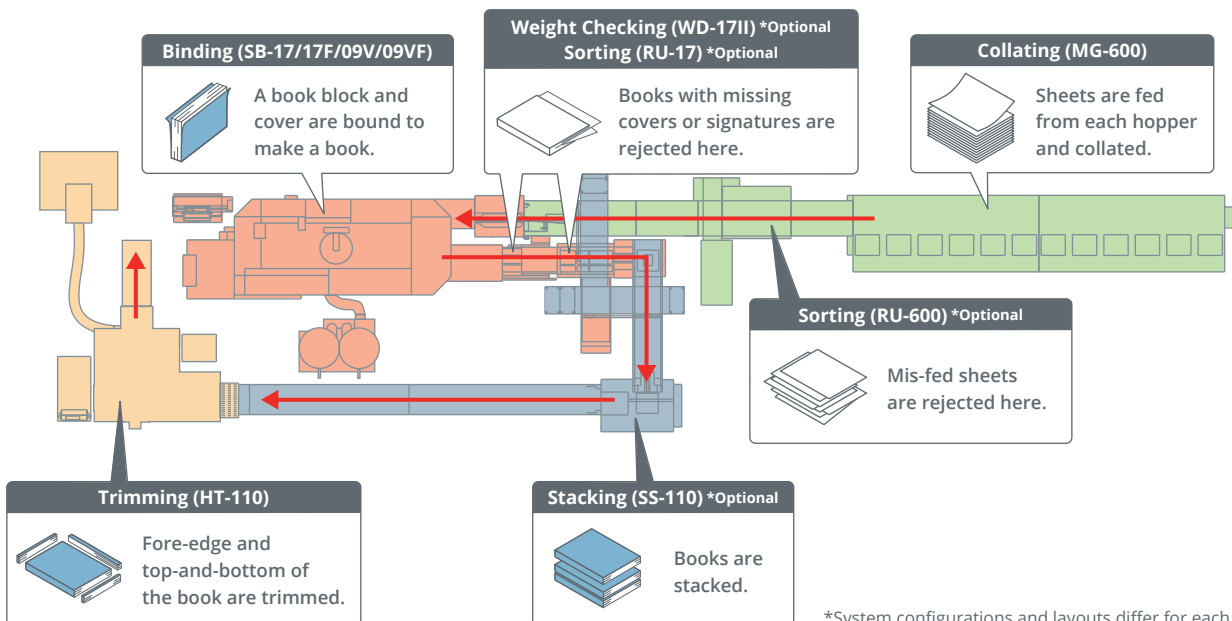 Weight Checking (WD-17II) *Optional
Sorting (RU-17) *Optional
Books with missing
covers or signatures are
rejected here.
Binding (SB-17/17F/09V/09VF)
A book block and
cover are bound to
make a book.
Collating (MG-600)
Sheets are fed
from each hopper
and collated.
Sorting (RU-600) *Optional
Mis-fed sheets
are rejected here.
Trimming (HT-110)
Fore-edge and
top-and-bottom of
the book are trimmed.
Stacking (SS-110) *Optional
Books are
stacked.
*System configurations and layouts differ for each